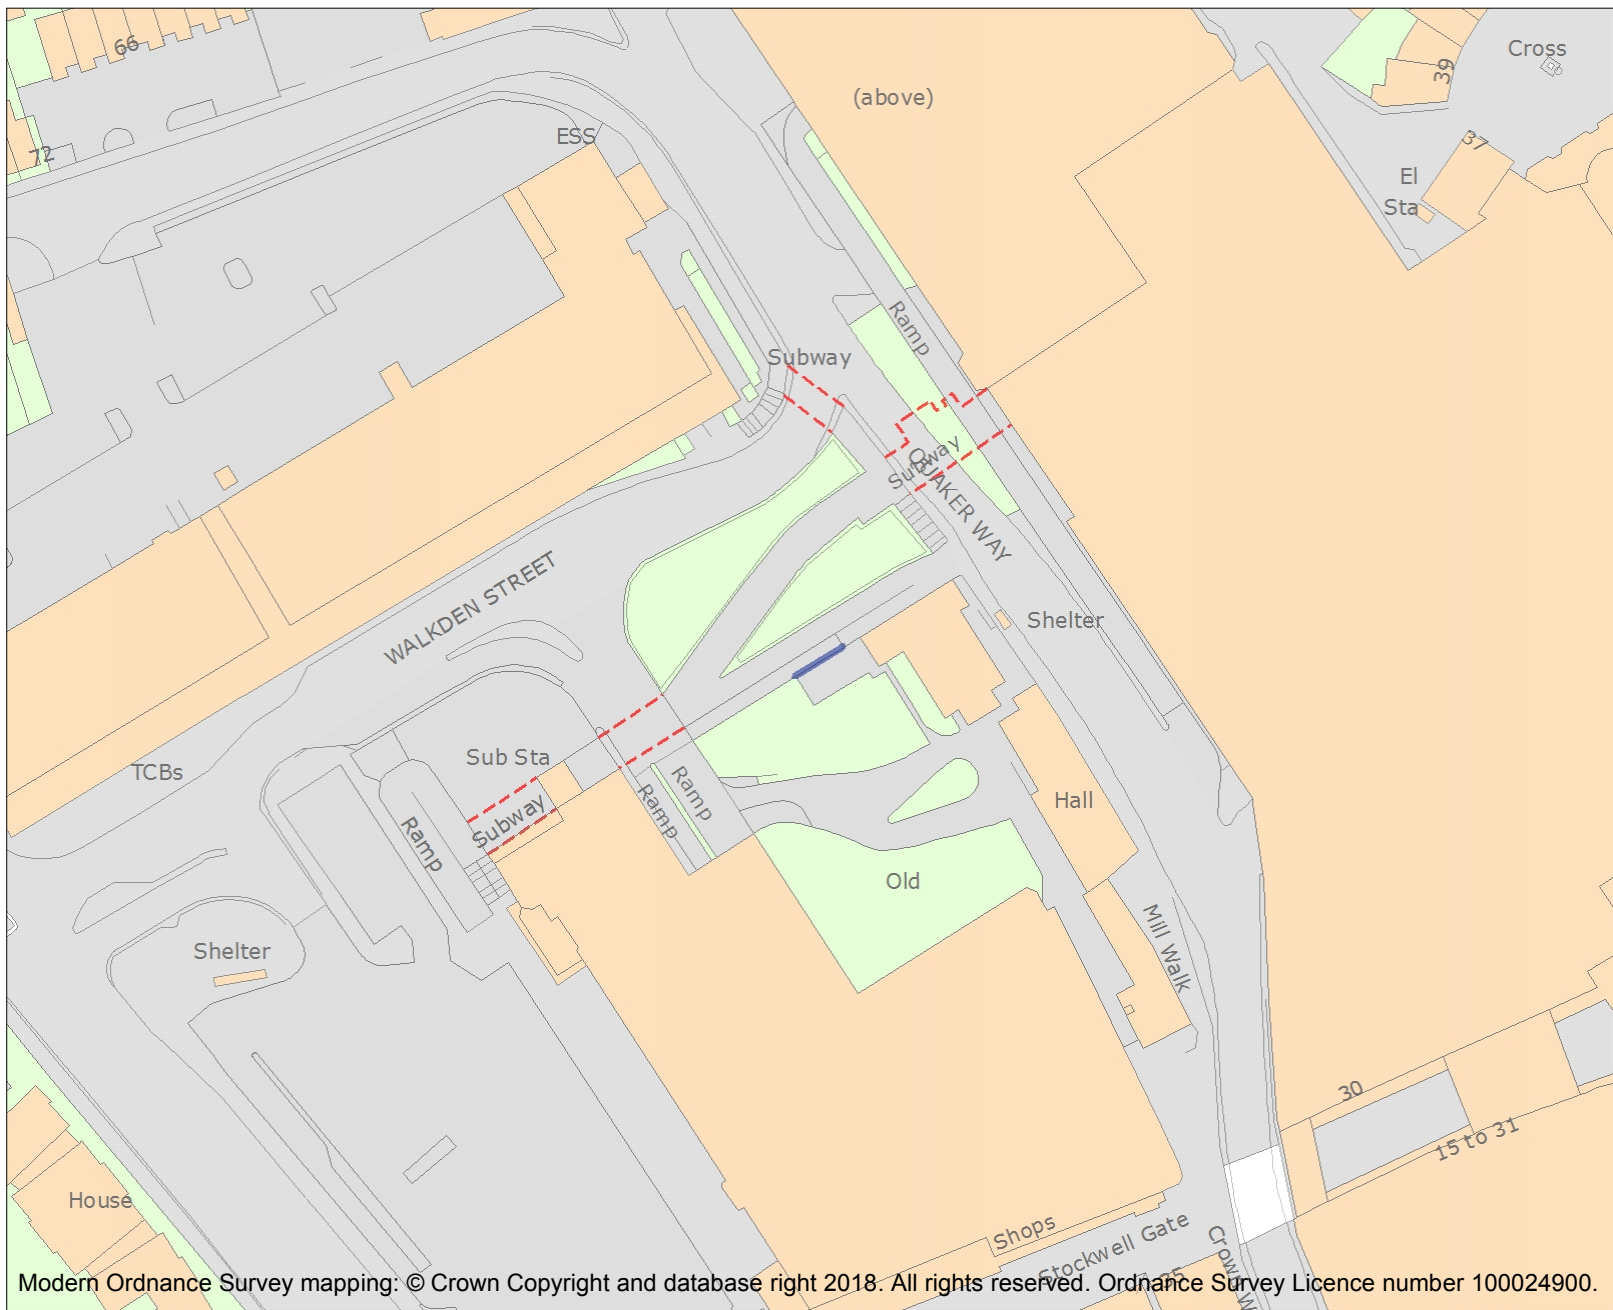 66
Cross
39
(above)
ESS
72
37
El
Sta
Ramp
Subway
Subway
QUAKER WAY
WALKDEN STREET
Shelter
Sub Sta
TCBs
Ramp
Ramp
Hall
Subway
Ramp
Old
Shelter
Mill Walk
30
15 to 31
House
Shops
Stockwell Gate
35
Modern Ordnance Survey mapping: © Crown Copyright and database right 2018. All rights reserved. Ordnance Survey Licence number 100024900.